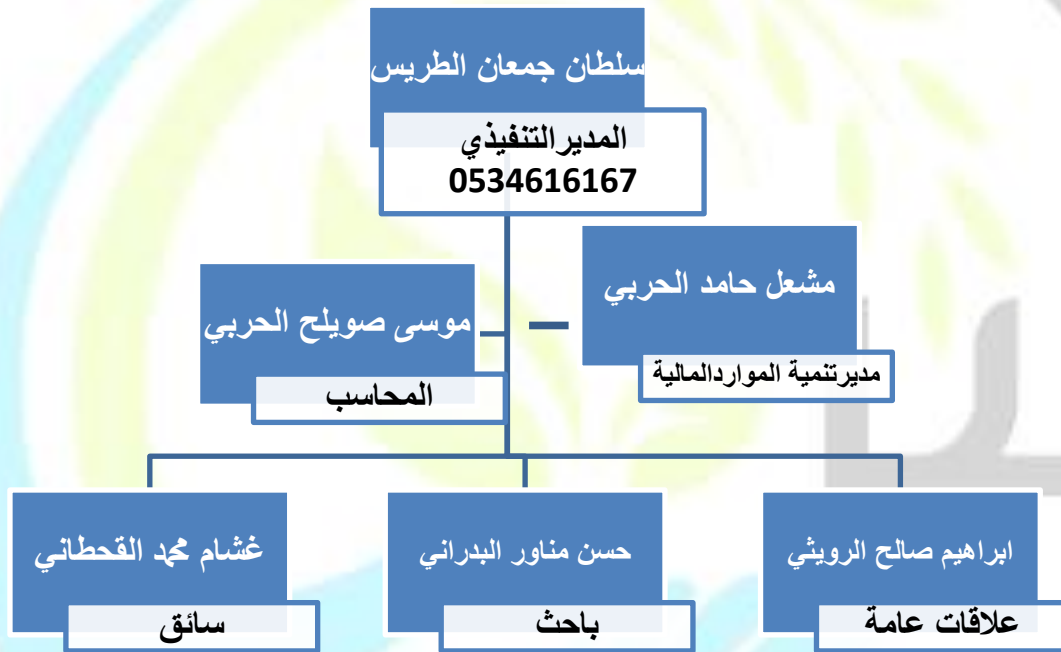 سلطان جمعان الطريس
المديرالتنفيذي
0534616167
مشعل حامد الحربي
مديرتنمية المواردالمالية
موسى صويلح الحربي
المحاسب
ابراهيم صالح الرويثي
علاقات عامة
حسن مناور البدراني
باحث
غشام محمد القحطاني
سائق